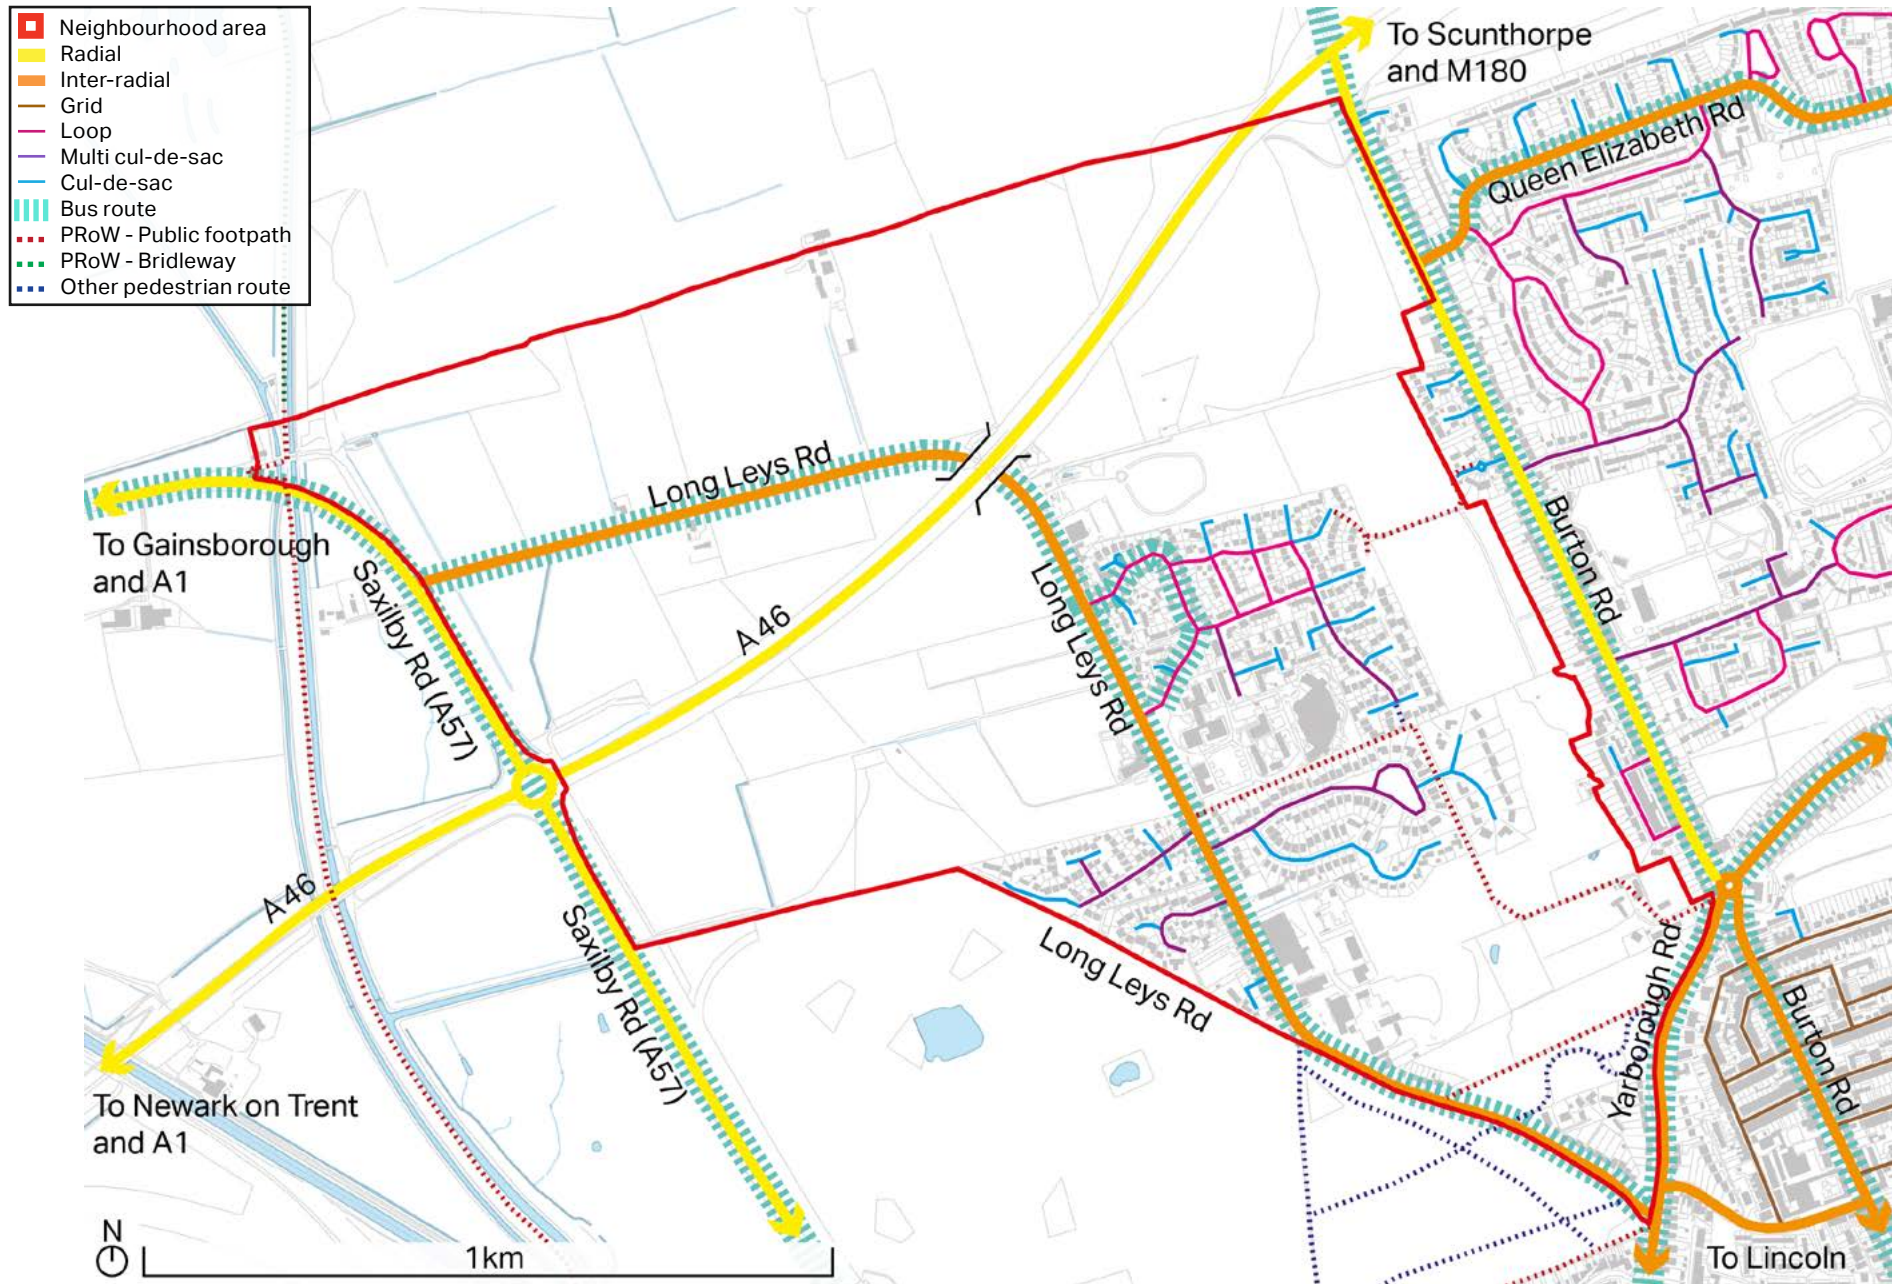 Neighbourhood area
Radial
Inter-radial
Grid
Loop
Multi cul-de-sac
Cul-de-sac
Bus route
PRoW - Public footpath
PRoW - Bridleway
Other pedestrian route
To Scunthorpe
and M180
Queen Elizabeth Rd
Long Leys Rd
To Gainsborough
and A1
Saxilby Rd (A57)
A 46
Long Leys Rd
Burton Rd
A 46
Saxilby Rd (A57)
Long Leys Rd
Yarborough Rd
Burton Rd
To Newark on Trent
and A1
N
1km
To Lincoln